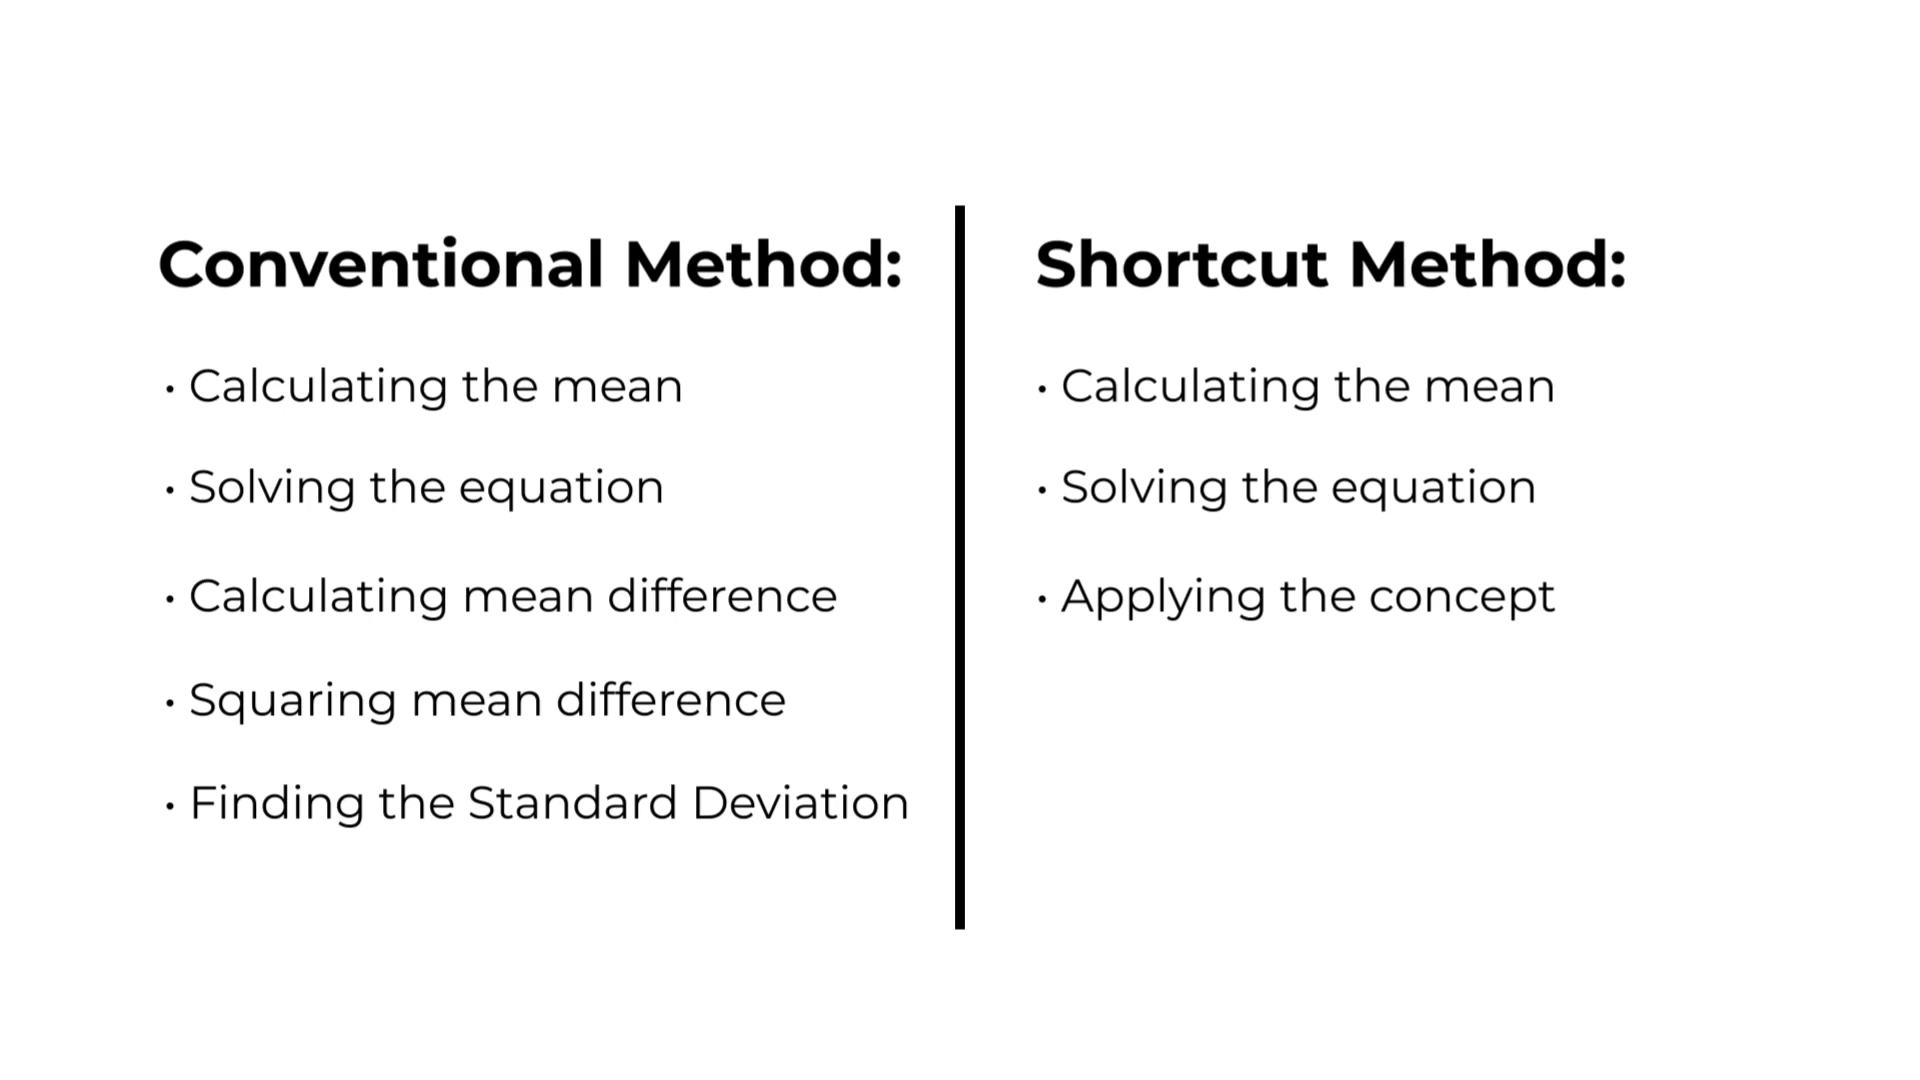 Conventional Method:
• Calculating the mean
• Solving the equation
• Calculating mean difference
• Squaring mean difference
• Finding the Standard Deviation
Shortcut Method:
• Calculating the mean
• Solving the equation
• Applying the concept